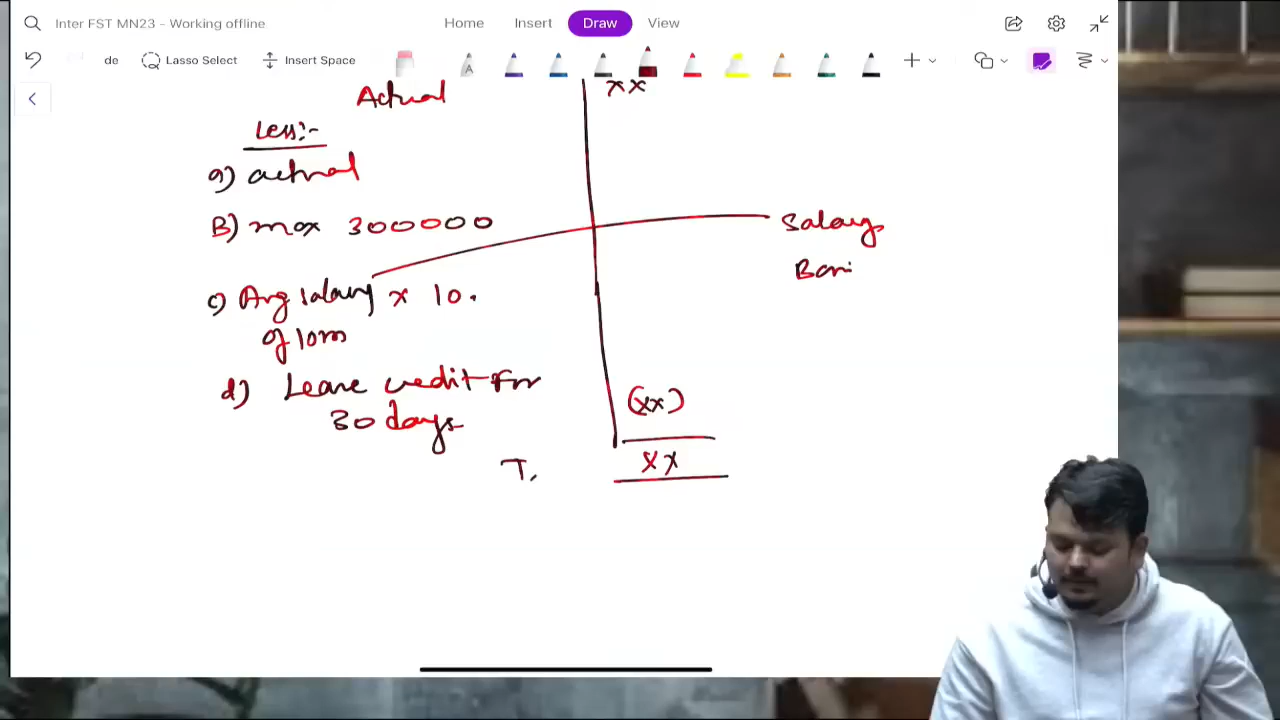 Inter FST MN23 - Working offline
Home Insert Draw View
de Lasso Select Insert Space
Actual xx
Less:-
a) actual
B) max 300000
salary
c) Avg salary x 10.
of 10m
d) Leave credit for
30 days
(xx)
T. xx